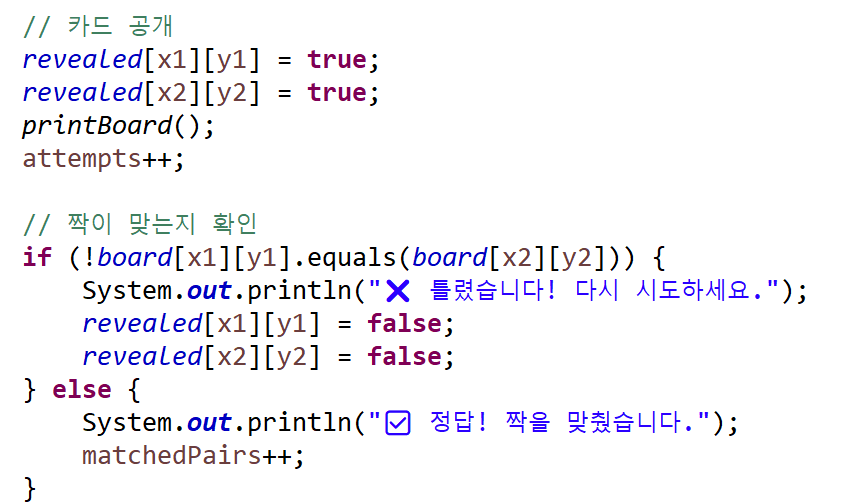 // 카드 공개
revealed[x1][y1] = true;
revealed[x2][y2] = true;
printBoard();
attempts++;
// 짝이 맞는지 확인
if (!board[x1][y1].equals(board[x2][y2])) {
System.out.println("❌ 틀렸습니다! 다시 시도하세요.");
revealed[x1][y1] = false;
revealed[x2][y2] = false;
} else {
System.out.println("☑ 정답! 짝을 맞췄습니다.");
matchedPairs++;
}